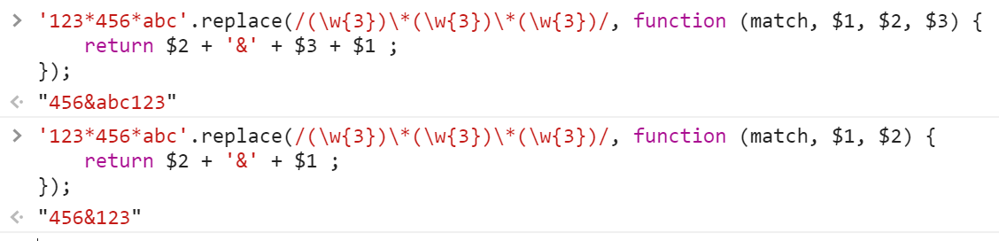 > '123*456*abc'.replace(/(\w{3})\*(\w{3})\*(\w{3})/, function (match, $1, $2, $3) {
    return $2 + '&' + $3 + $1 ;
});
"456&abc123"
> '123*456*abc'.replace(/(\w{3})\*(\w{3})\*(\w{3})/, function (match, $1, $2) {
    return $2 + '&' + $1 ;
});
"456&123"